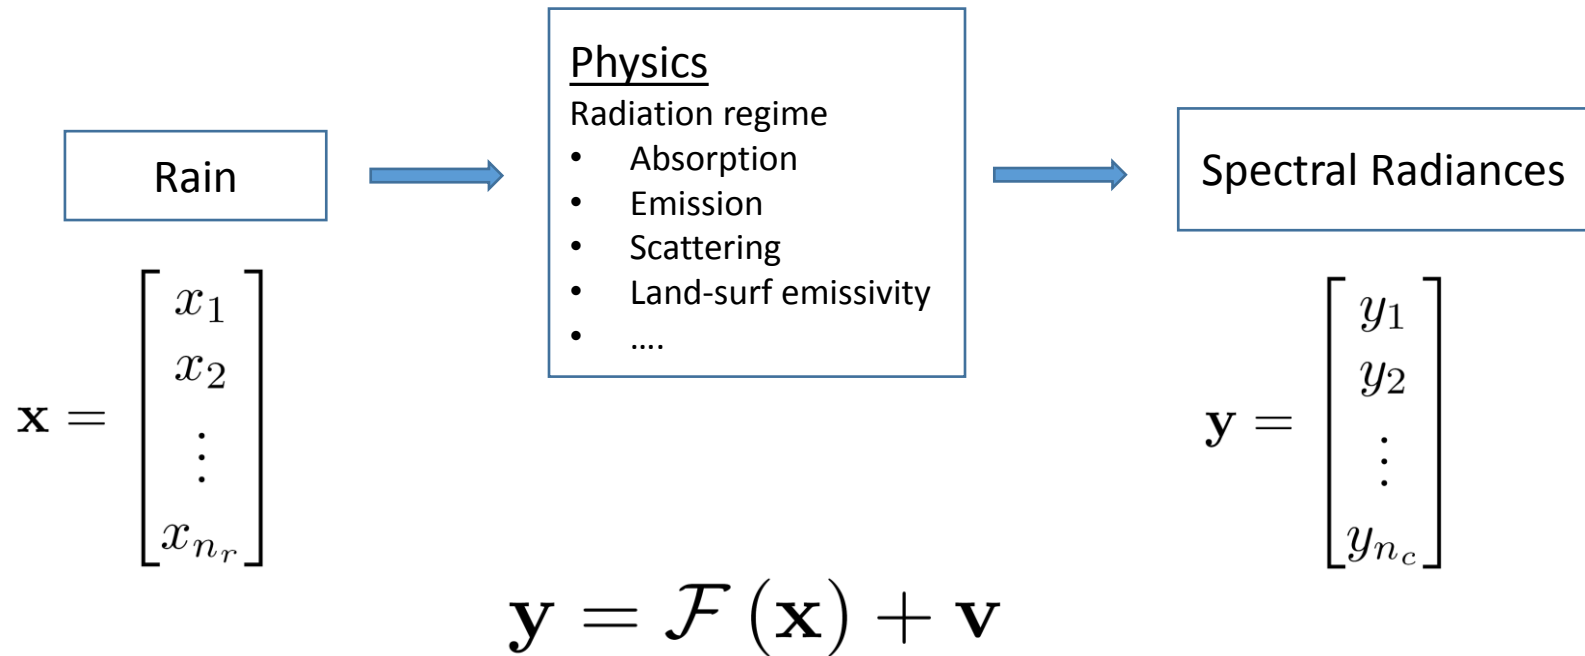 Rain
Physics
Radiation regime
• Absorption
• Emission
• Scattering
• Land-surf emissivity
• ....
Spectral Radiances
x =
x_1
x_2
⋮
x_{n_r}
y =
y_1
y_2
⋮
y_{n_c}
y = F (x) + v